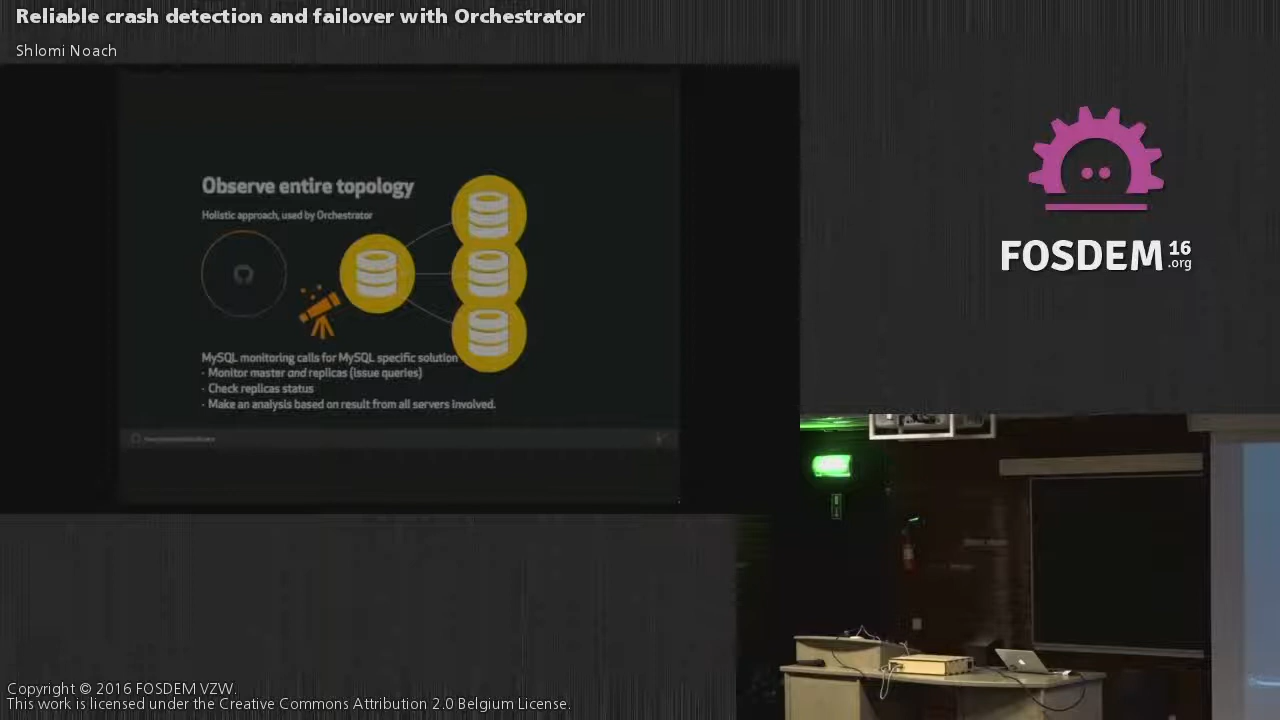 Reliable crash detection and failover with Orchestrator
Shlomi Noach
Observe entire topology
Holistic approach, used by Orchestrator
MySQL monitoring calls for MySQL specific solution
- Monitor master and replicas (issue queries)
- Check replicas status
- Make an analysis based on result from all servers involved.
FOSDEM 16
.org
Copyright © 2016 FOSDEM VZW.
This work is licensed under the Creative Commons Attribution 2.0 Belgium License.